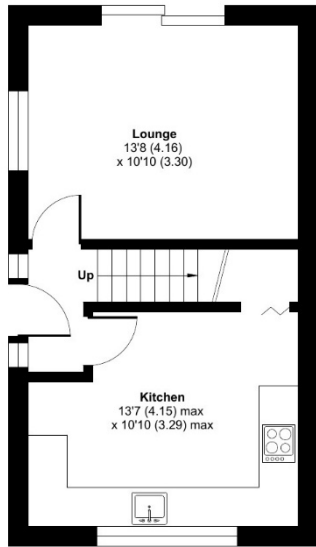 Lounge
13'8 (4.16)
x 10'10 (3.30)
Up
Kitchen
13'7 (4.15) max
x 10'10 (3.29) max